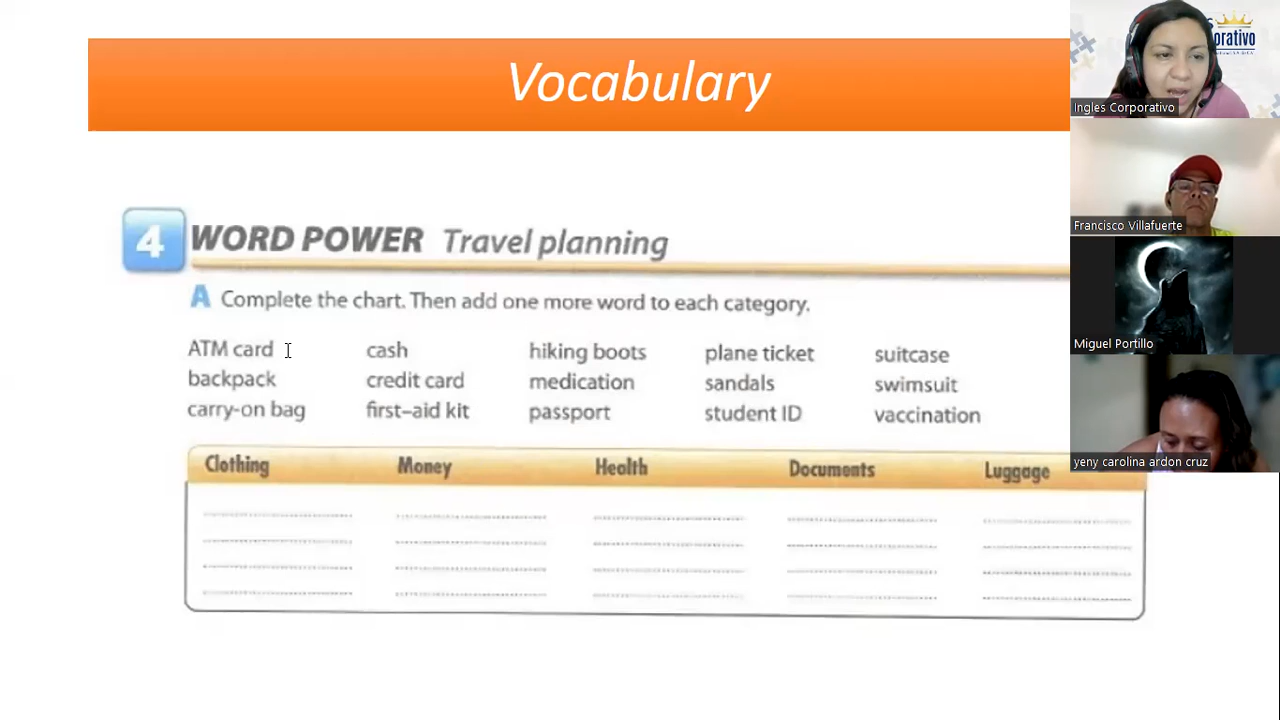 Vocabulary
4 WORD POWER Travel planning
A Complete the chart. Then add one more word to each category.
ATM card cash hiking boots plane ticket suitcase
backpack credit card medication sandals swimsuit
carry-on bag first-aid kit passport student ID vaccination
Clothing Money Health Documents Luggage
orativo
Ingles Corporativo
Francisco Villafuerte
Miguel Portillo
yeny carolina ardon cruz